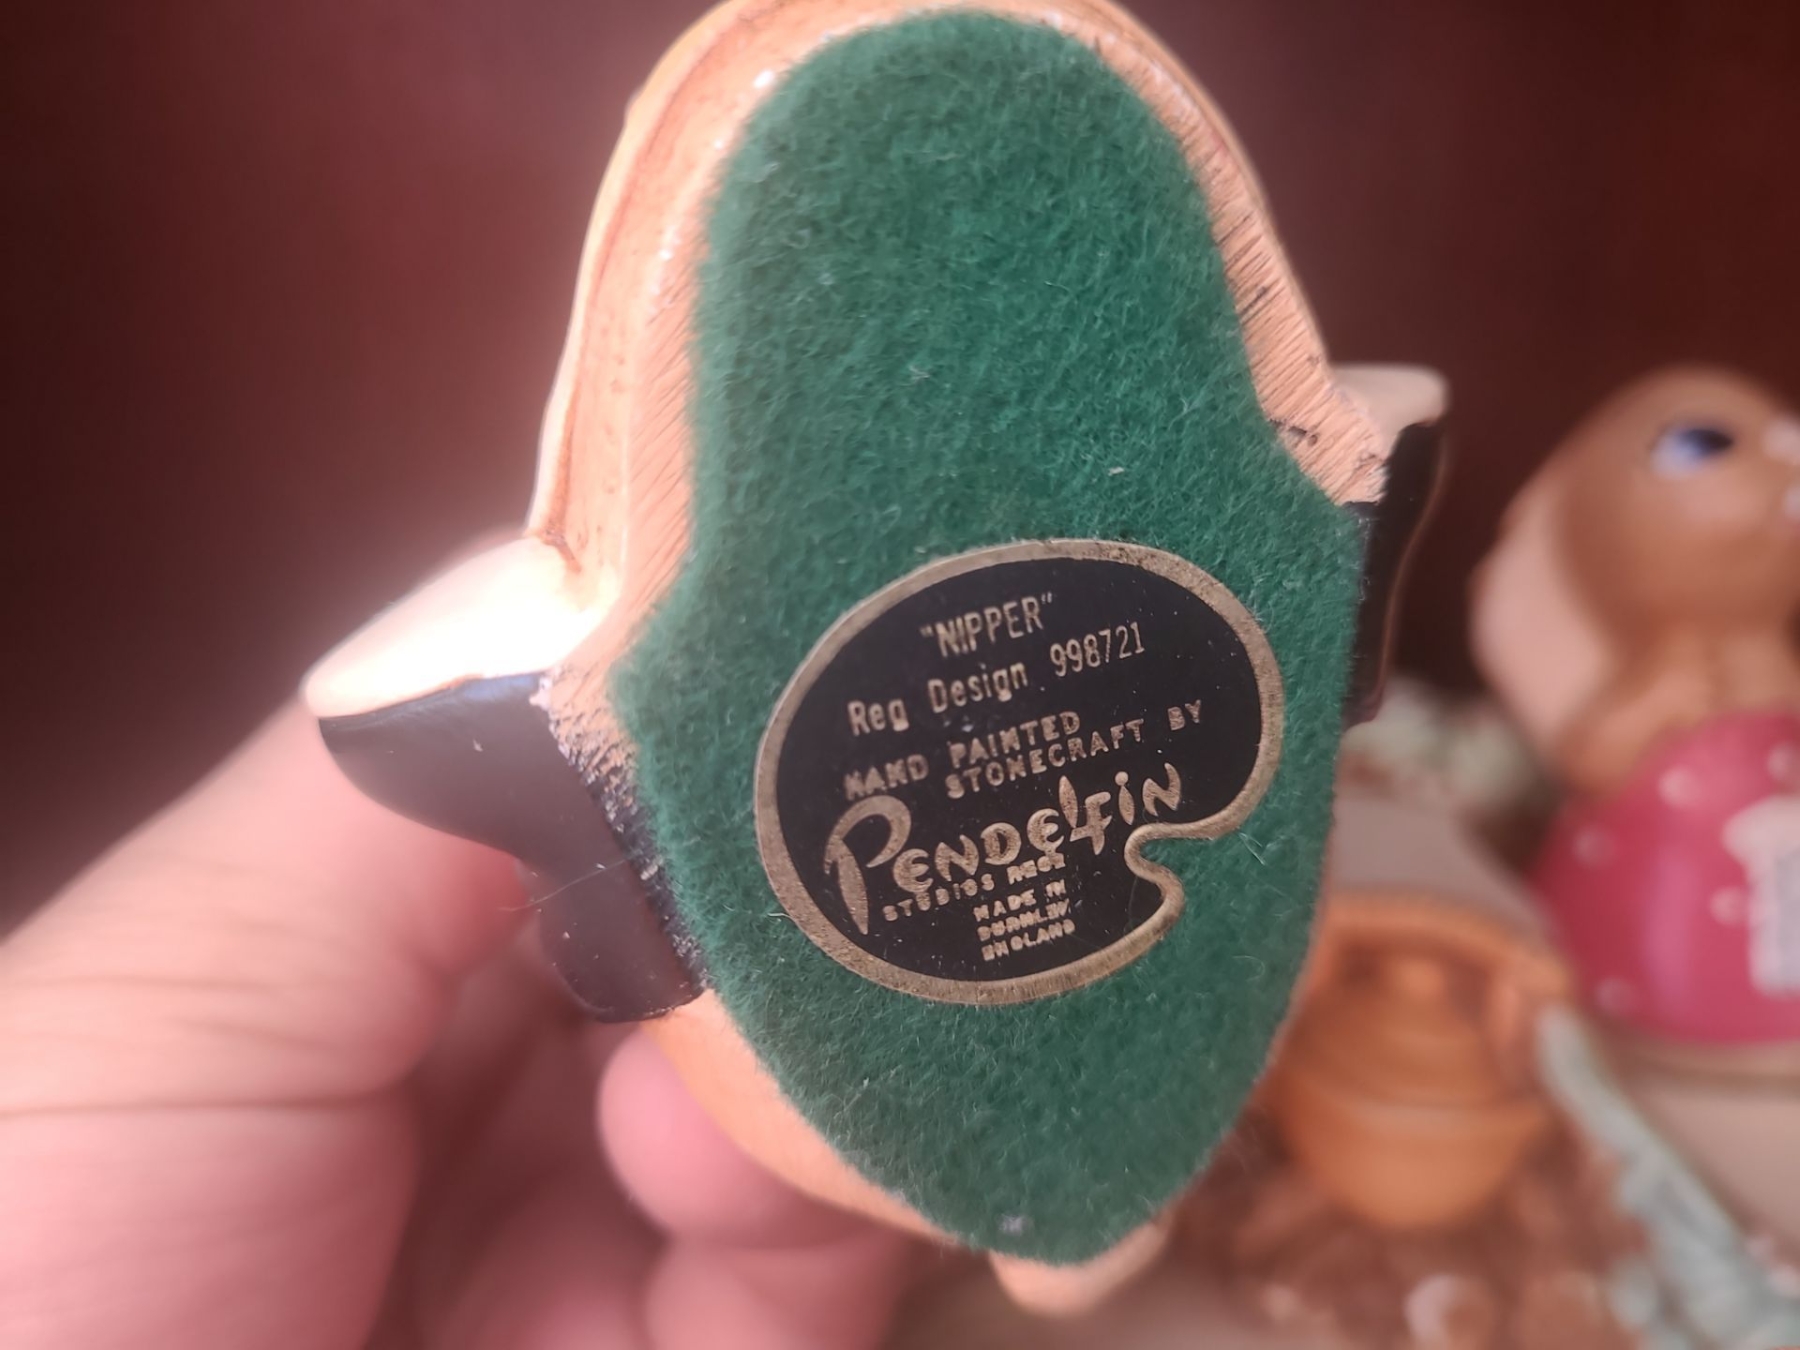 "NIPPER"
Reg Design 998721
HAND PAINTED
STONECRAFT BY
PENDELFIN
STUDIOS REGD
MADE IN
BURNLEY
ENGLAND